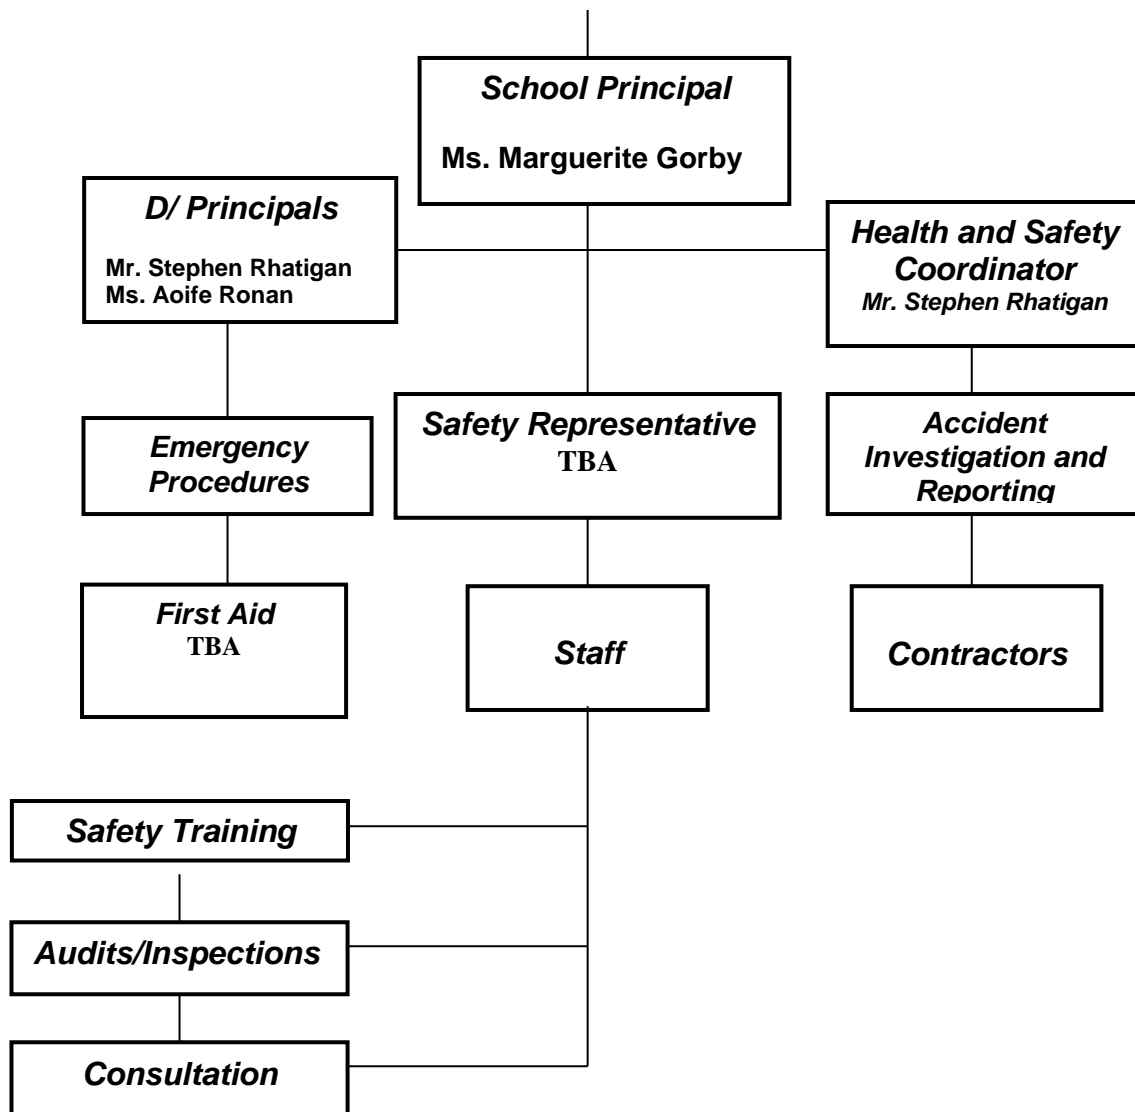 School Principal
Ms. Marguerite Gorby
D/ Principals
Mr. Stephen Rhatigan
Ms. Aoife Ronan
Health and Safety
Coordinator
Mr. Stephen Rhatigan
Emergency
Procedures
Safety Representative
TBA
Accident
Investigation and
Reporting
First Aid
TBA
Staff
Contractors
Safety Training
Audits/Inspections
Consultation